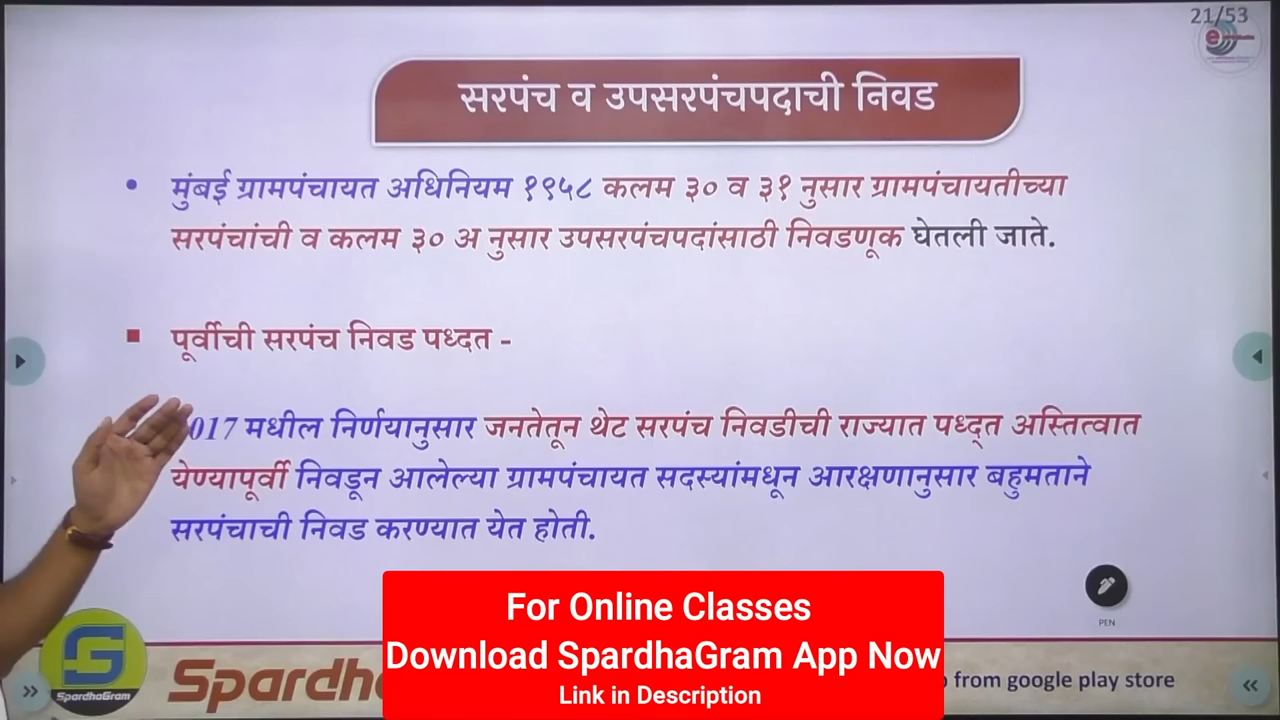 21/53
सरपंच व उपसरपंचपदाची निवड
• मुंबई ग्रामपंचायत अधिनियम १९५८ कलम ३० व ३१ नुसार ग्रामपंचायतीच्या
सरपंचांची व कलम ३० अ नुसार उपसरपंचपदांसाठी निवडणूक घेतली जाते.
▪ पूर्वीची सरपंच निवड पध्दत -
017 मधील निर्णयानुसार जनतेतून थेट सरपंच निवडीची राज्यात पध्द्त अस्तित्वात
येण्यापूर्वी निवडून आलेल्या ग्रामपंचायत सदस्यांमधून आरक्षणानुसार बहुमताने
सरपंचाची निवड करण्यात येत होती.
PEN
For Online Classes
Download SpardhaGram App Now
Link in Description
SpardhaGram
Spardh
from google play store